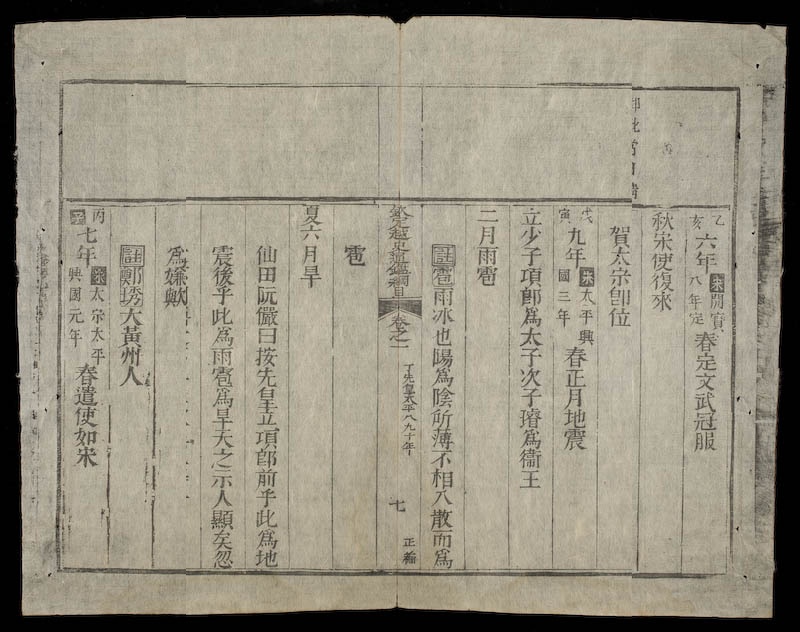 乙亥六年宋開寶八年定春定文武冠服
秋宋使復來
賀太宗卽位
戊寅九年宋太平興國三年春正月地震
立少子項郎爲太子次子璿爲衞王
二月雨雹
註雹雨冰也陽爲陰所薄不相入散而爲
欽定越史通鑑綱目 卷之一 丁先皇太平八九十年 七 正編
雹
夏六月旱
仙田阮儼曰按先皇立項郎前乎此爲地
震後乎此爲雨雹爲旱天之示人顯矣忽
爲嫌歟
註鄭琇大黃州人
丙子七年宋太宗太平興國元年春遣使如宋